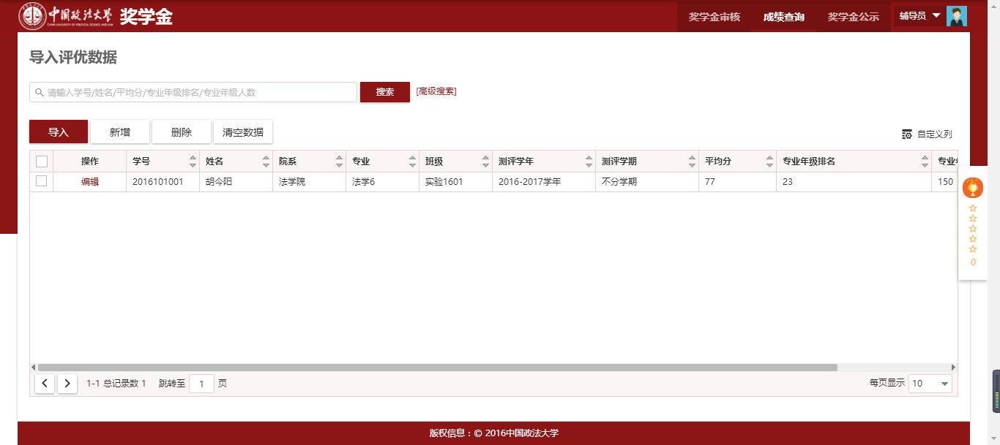 中国政法大学 奖学金 奖学金审核 成绩查询 奖学金公示 辅导员
CHINA UNIVERSITY OF POLITICAL SCIENCE AND LAW
导入评优数据
请输入学号/姓名/平均分/专业年级排名/专业年级人数 搜索 [高级搜索]
导入 新增 删除 清空数据 自定义列
操作 学号 姓名 院系 专业 班级 测评学年 测评学期 平均分 专业年级排名 专业
编辑 2016101001 胡今阳 法学院 法学6 实验1601 2016-2017学年 不分学期 77 23 150
0
1-1 总记录数 1 跳转至 1 页 每页显示 10
版权信息：© 2016中国政法大学